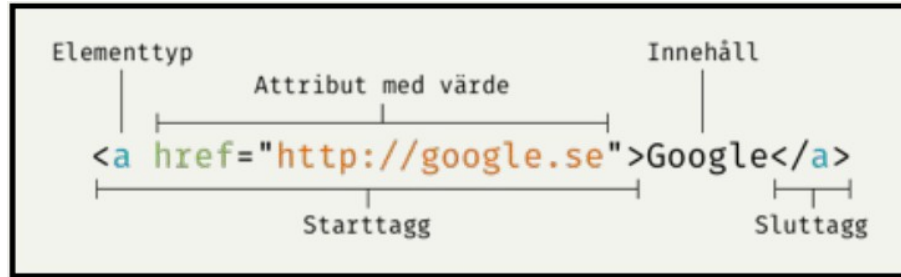 Elementtyp Innehåll
Attribut med värde
<a href="http://google.se">Google</a>
Starttagg Sluttagg